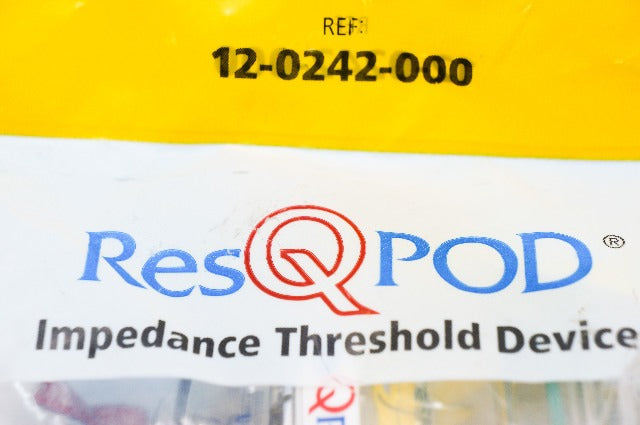 REF:
12-0242-000
ResQPOD®
Impedance Threshold Device